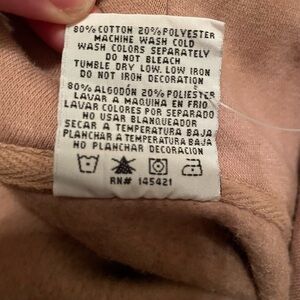 80% COTTON 20% POLYESTER
MACHINE WASH COLD
WASH COLORS SEPARATELY
DO NOT BLEACH
TUMBLE DRY LOW. LOW IRON
DO NOT IRON DECORATION
80% ALGODÓN 20% POLIESTER
LAVAR A MAQUINA EN FRIO
LAVAR COLORES POR SEPARADO
NO USAR BLANQUEADOR
SECAR A TEMPERATURA BAJA
PLANCHAR A TEMPERATURA BAJA
NO PLANCHAR DECORACION
RN# 145421